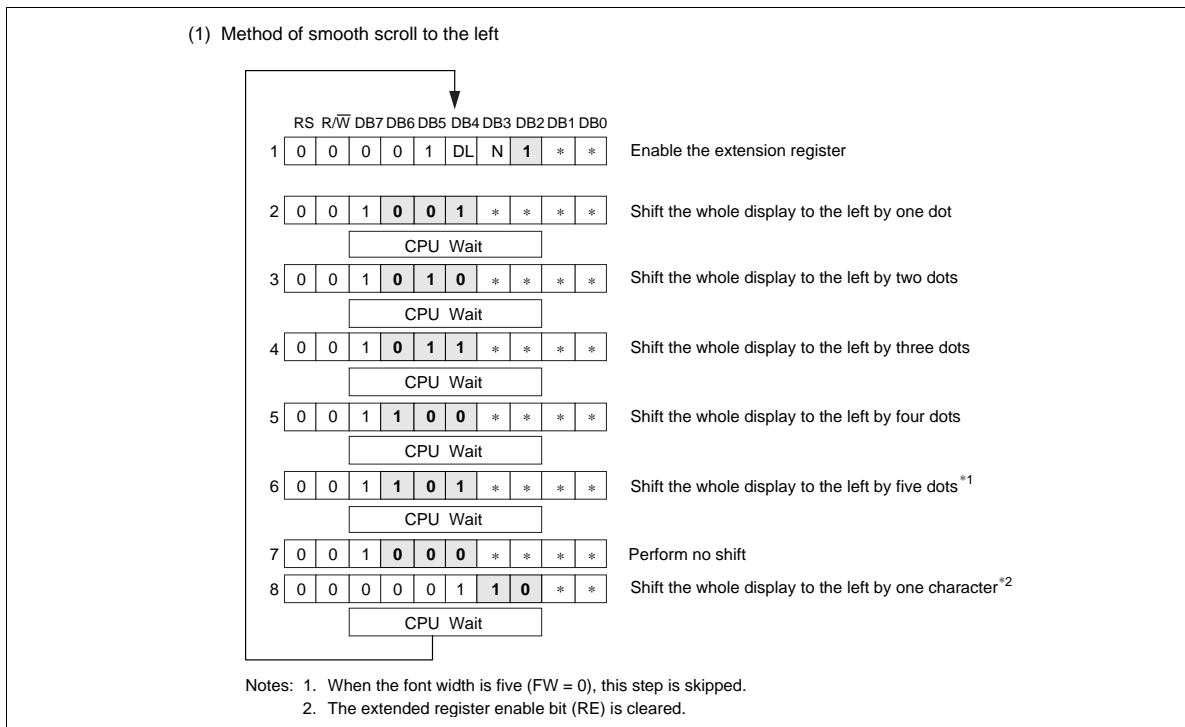 (1) Method of smooth scroll to the left
RS R/W̅ DB7 DB6 DB5 DB4 DB3 DB2 DB1 DB0
1 0 0 0 0 1 DL N 1 * * Enable the extension register
2 0 0 1 0 0 1 * * * * Shift the whole display to the left by one dot
CPU Wait
3 0 0 1 0 1 0 * * * * Shift the whole display to the left by two dots
CPU Wait
4 0 0 1 0 1 1 * * * * Shift the whole display to the left by three dots
CPU Wait
5 0 0 1 1 0 0 * * * * Shift the whole display to the left by four dots
CPU Wait
6 0 0 1 1 0 1 * * * * Shift the whole display to the left by five dots*1
CPU Wait
7 0 0 1 0 0 0 * * * * Perform no shift
8 0 0 0 0 0 1 1 0 * * Shift the whole display to the left by one character*2
CPU Wait
Notes: 1. When the font width is five (FW = 0), this step is skipped.
2. The extended register enable bit (RE) is cleared.